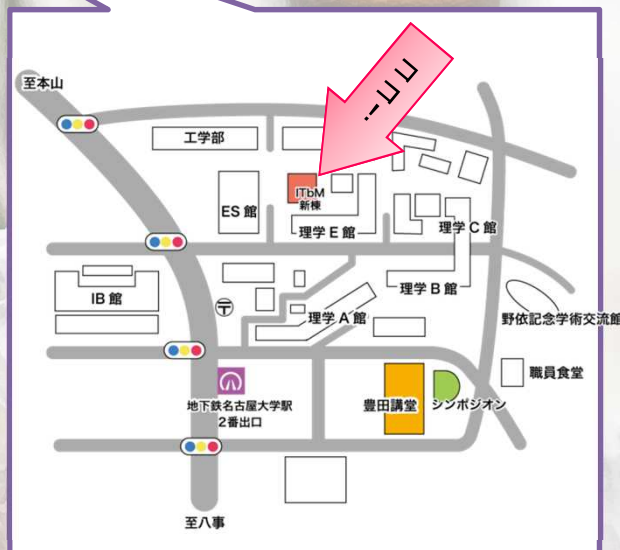 至本山
ココ!
工学部
ITbM
新棟
ES 館
理学 E 館
理学 C 館
IB 館
〒
理学 B 館
理学 A 館
野依記念学術交流館
職員食堂
地下鉄名古屋大学駅
2番出口
豊田講堂
シンポジオン
至八事